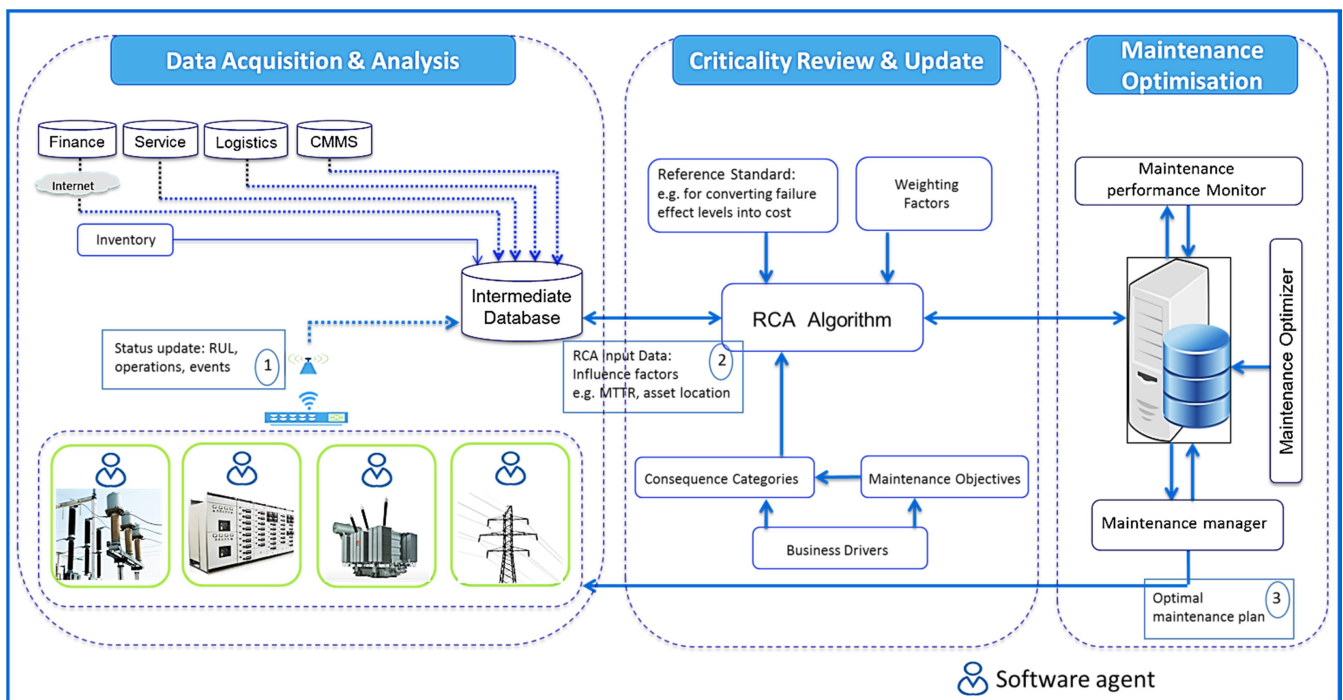 Data Acquisition & Analysis
Finance
Service
Logistics
CMMS
Internet
Inventory
Intermediate
Database
Status update: RUL,
operations, events
1
Criticality Review & Update
Reference Standard:
e.g. for converting failure
effect levels into cost
Weighting
Factors
RCA Algorithm
RCA Input Data:
Influence factors
e.g. MTTR, asset location
2
Consequence Categories
Maintenance Objectives
Business Drivers
Maintenance
Optimisation
Maintenance
performance Monitor
Maintenance Optimizer
Maintenance manager
Optimal
maintenance plan
3
Software agent